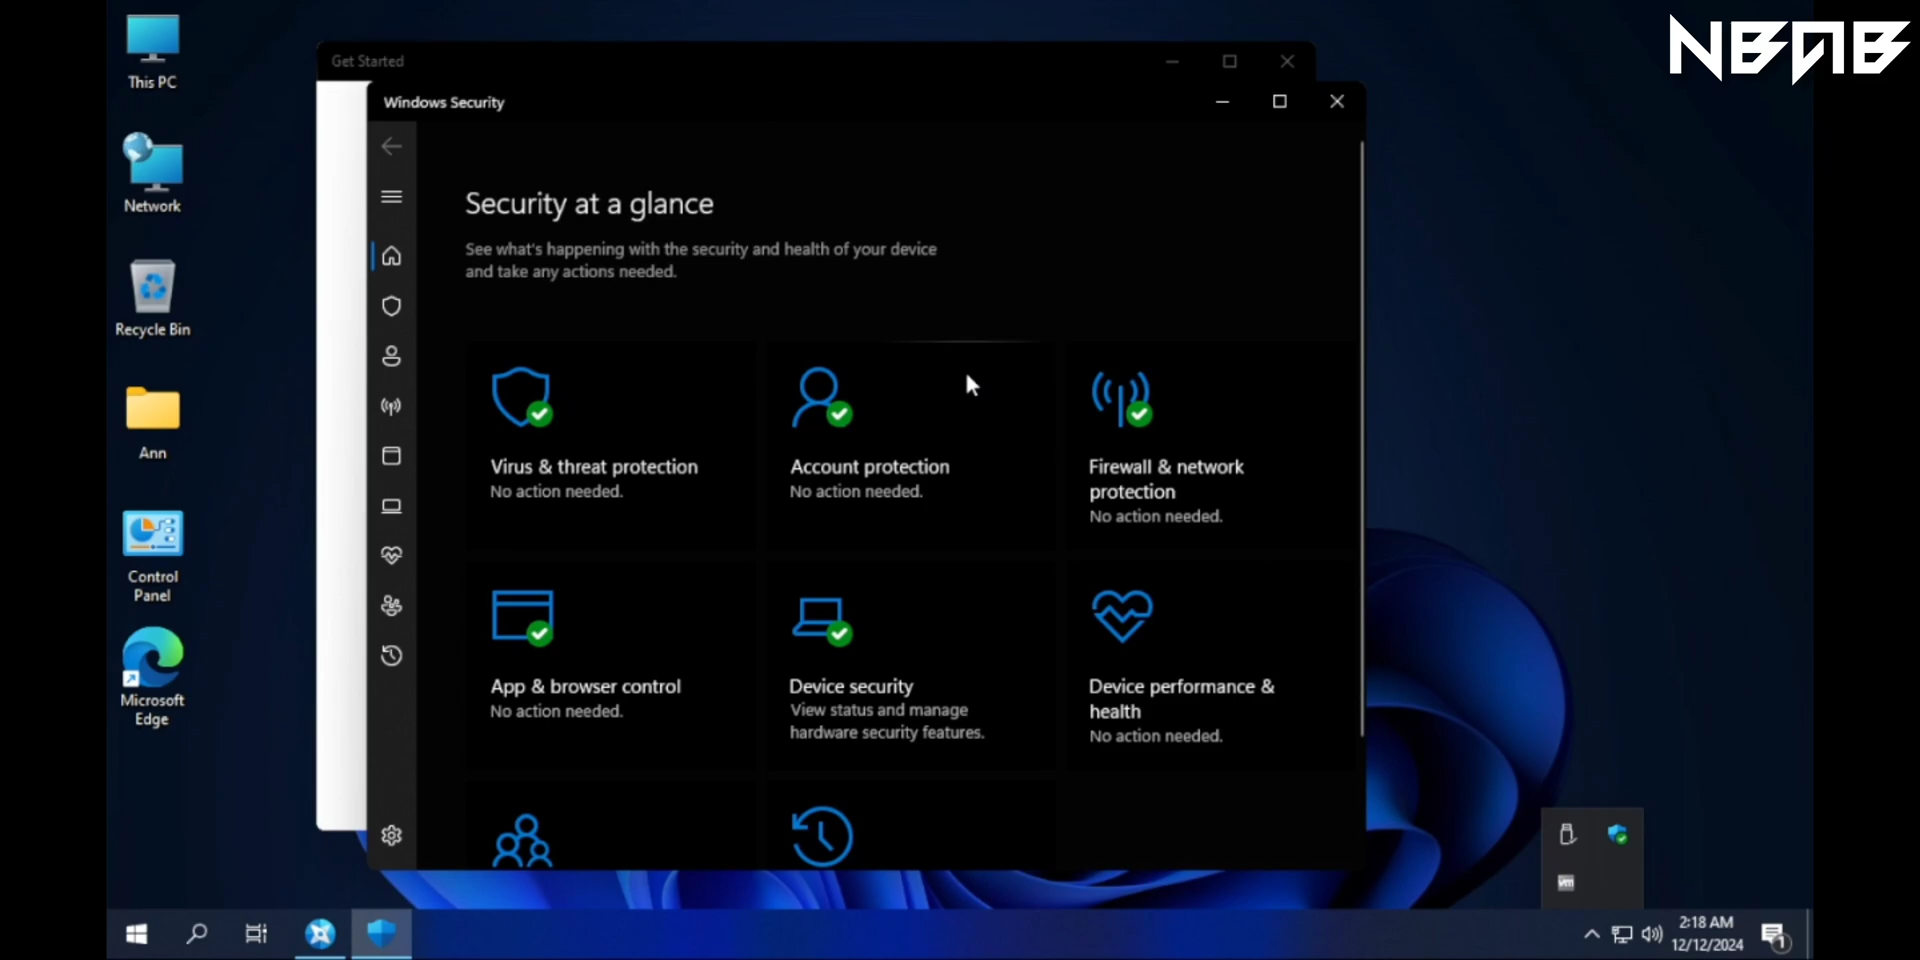 NBAB
This PC
Network
Recycle Bin
Ann
Control
Panel
Microsoft
Edge
Get Started
Windows Security
Security at a glance
See what's happening with the security and health of your device
and take any actions needed.
Virus & threat protection
No action needed.
Account protection
No action needed.
Firewall & network
protection
No action needed.
App & browser control
No action needed.
Device security
View status and manage
hardware security features.
Device performance &
health
No action needed.
vm
2:18 AM
12/12/2024
1